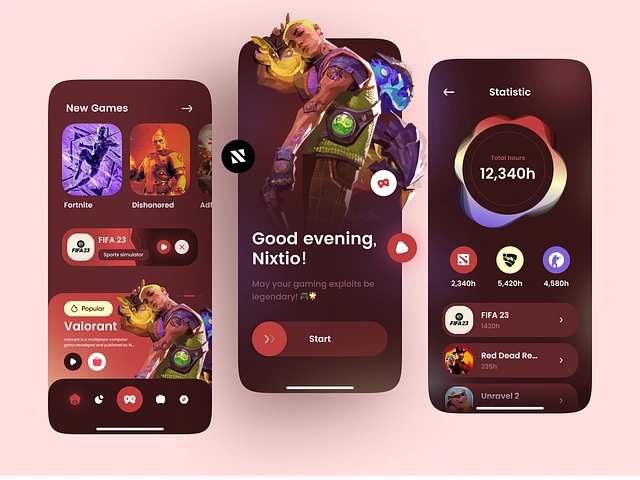 New Games
Fortnite
Dishonored
FIFA 23
FIFA 23
Sports simulator
Popular
Valorant
Valorant is a multiplayer computer
game developed and published by
Good evening,
Nixtio!
May your gaming exploits be
legendary! 🎮🌟
Start
Statistic
Total hours
12,340h
2,340h
5,420h
4,580h
FIFA 23
FIFA 23
1420h
Red Dead Re...
235h
Unravel 2